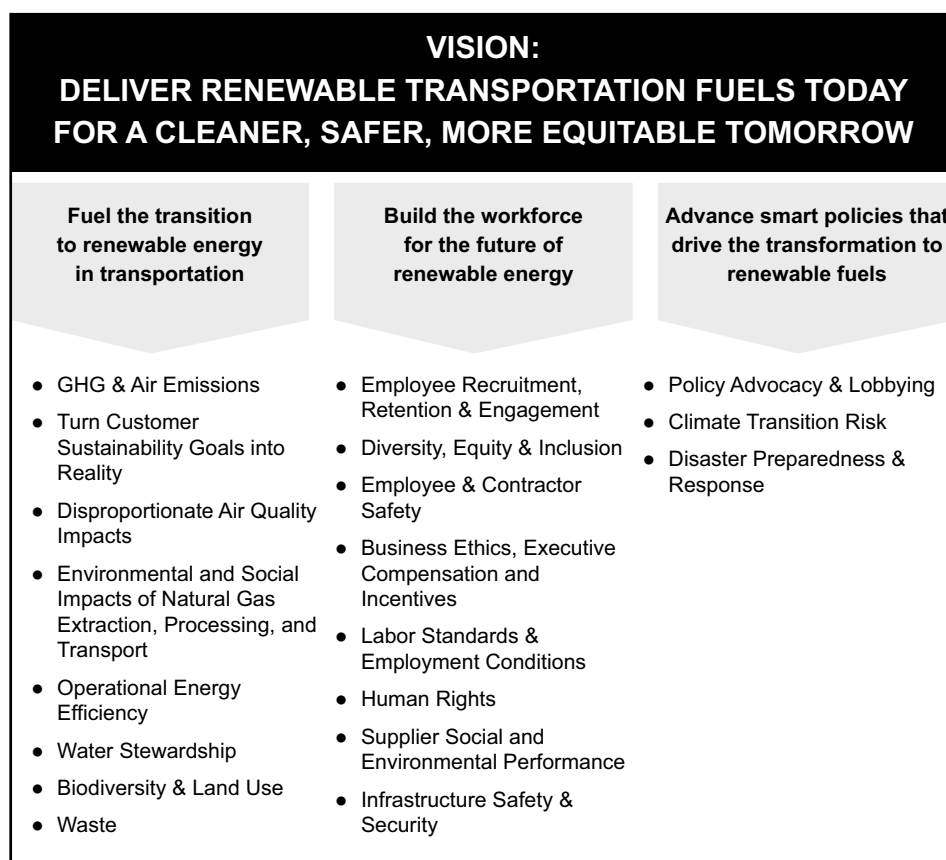 VISION:
DELIVER RENEWABLE TRANSPORTATION FUELS TODAY
FOR A CLEANER, SAFER, MORE EQUITABLE TOMORROW
Fuel the transition
to renewable energy
in transportation
● GHG & Air Emissions
● Turn Customer
Sustainability Goals into
Reality
● Disproportionate Air Quality
Impacts
● Environmental and Social
Impacts of Natural Gas
Extraction, Processing, and
Transport
● Operational Energy
Efficiency
● Water Stewardship
● Biodiversity & Land Use
● Waste
Build the workforce
for the future of
renewable energy
● Employee Recruitment,
Retention & Engagement
● Diversity, Equity & Inclusion
● Employee & Contractor
Safety
● Business Ethics, Executive
Compensation and
Incentives
● Labor Standards &
Employment Conditions
● Human Rights
● Supplier Social and
Environmental Performance
● Infrastructure Safety &
Security
Advance smart policies that
drive the transformation to
renewable fuels
● Policy Advocacy & Lobbying
● Climate Transition Risk
● Disaster Preparedness &
Response